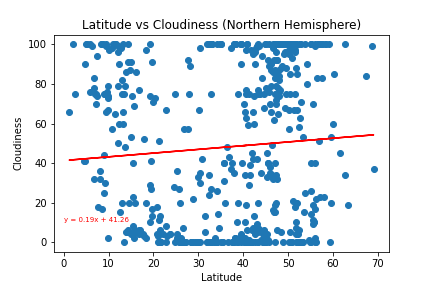 Latitude vs Cloudiness (Northern Hemisphere)
100
80
60
40
20
0
Cloudiness
y = 0.19x + 41.26
0 10 20 30 40 50 60 70
Latitude